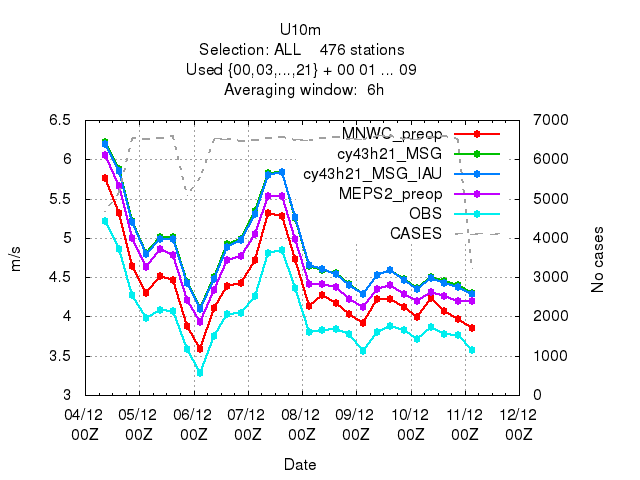 U10m
Selection: ALL 476 stations
Used {00,03,...,21} + 00 01 ... 09
Averaging window: 6h
6.5
6
5.5
5
4.5
4
3.5
3
m/s
7000
6000
5000
4000
3000
2000
1000
0
No cases
MNWC_preop
cy43h21_MSG
cy43h21_MSG_IAU
MEPS2_preop
OBS
CASES
04/12 05/12 06/12 07/12 08/12 09/12 10/12 11/12 12/12
00Z 00Z 00Z 00Z 00Z 00Z 00Z 00Z 00Z
Date